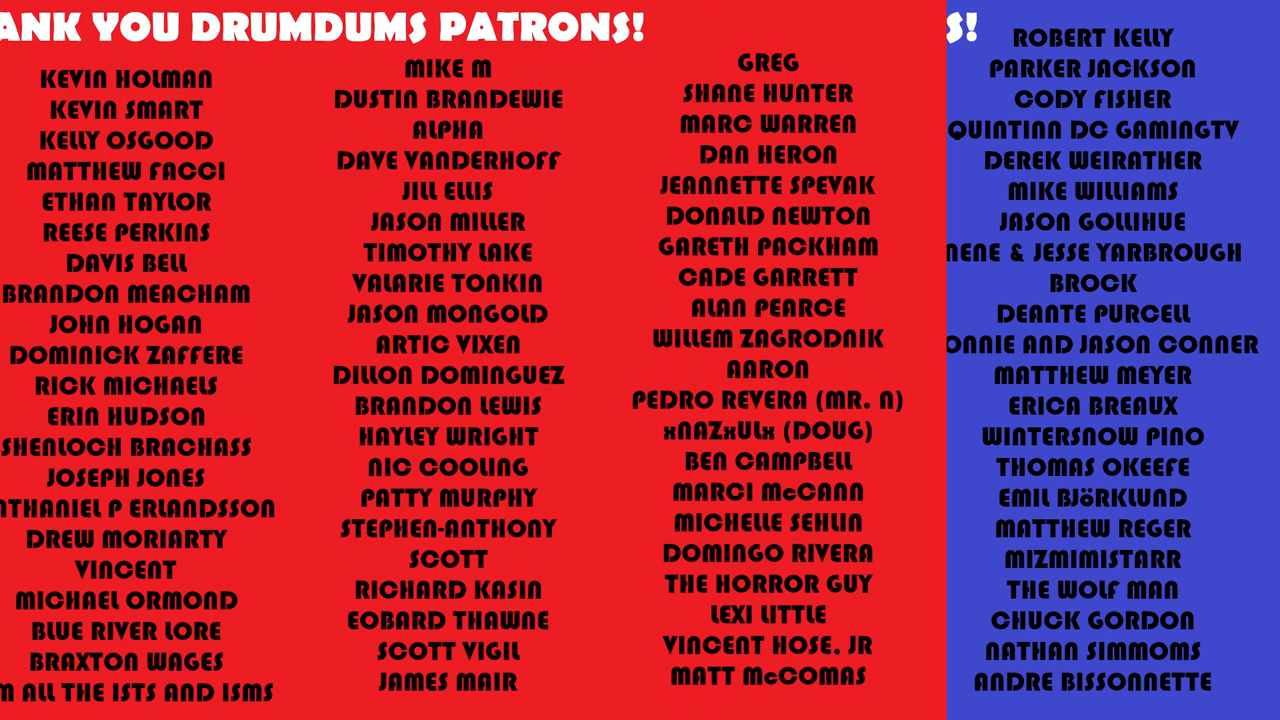 ANK YOU DRUMDUMS PATRONS!
KEVIN HOLMAN
KEVIN SMART
KELLY OSGOOD
MATTHEW FACCI
ETHAN TAYLOR
REESE PERKINS
DAVIS BELL
BRANDON MEACHAM
JOHN HOGAN
DOMINICK ZAFFERE
RICK MICHAELS
ERIN HUDSON
SHENLOCH BRACHASS
JOSEPH JONES
THANIEL P ERLANDSSON
DREW MORIARTY
VINCENT
MICHAEL ORMOND
BLUE RIVER LORE
BRAXTON WAGES
M ALL THE ISTS AND ISMS
MIKE M
DUSTIN BRANDEWIE
ALPHA
DAVE VANDERHOFF
JILL ELLIS
JASON MILLER
TIMOTHY LAKE
VALARIE TONKIN
JASON MONGOLD
ARTIC VIXEN
DILLON DOMINGUEZ
BRANDON LEWIS
HAYLEY WRIGHT
NIC COOLING
PATTY MURPHY
STEPHEN-ANTHONY
SCOTT
RICHARD KASIN
EOBARD THAWNE
SCOTT VIGIL
JAMES MAIR
GREG
SHANE HUNTER
MARC WARREN
DAN HERON
JEANNETTE SPEVAK
DONALD NEWTON
GARETH PACKHAM
CADE GARRETT
ALAN PEARCE
WILLEM ZAGRODNIK
AARON
PEDRO REVERA (MR. N)
xNAZxULx (DOUG)
BEN CAMPBELL
MARCI McCANN
MICHELLE SEHLIN
DOMINGO RIVERA
THE HORROR GUY
LEXI LITTLE
VINCENT HOSE, JR
MATT McCOMAS
S!
ROBERT KELLY
PARKER JACKSON
CODY FISHER
QUINTINN DC GAMINGTV
DEREK WEIRATHER
MIKE WILLIAMS
JASON GOLLIHUE
NENE & JESSE YARBROUGH
BROCK
DEANTE PURCELL
ONNIE AND JASON CONNER
MATTHEW MEYER
ERICA BREAUX
WINTERSNOW PINO
THOMAS OKEEFE
EMIL BJöRKLUND
MATTHEW REGER
MIZMIMISTARR
THE WOLF MAN
CHUCK GORDON
NATHAN SIMMOMS
ANDRE BISSONNETTE